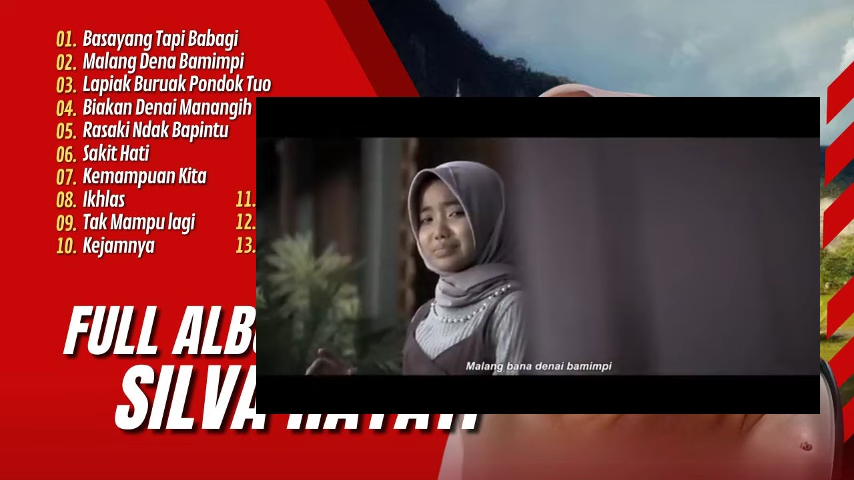 01. Basayang Tapi Babagi
02. Malang Dena Bamimpi
03. Lapiak Buruak Pondok Tuo
04. Biakan Denai Manangih
05. Rasaki Ndak Bapintu
06. Sakit Hati
07. Kemampuan Kita
08. Ikhlas 11.
09. Tak Mampu lagi 12.
10. Kejamnya 13.
FULL
SILVA
Malang bana denai bamimpi